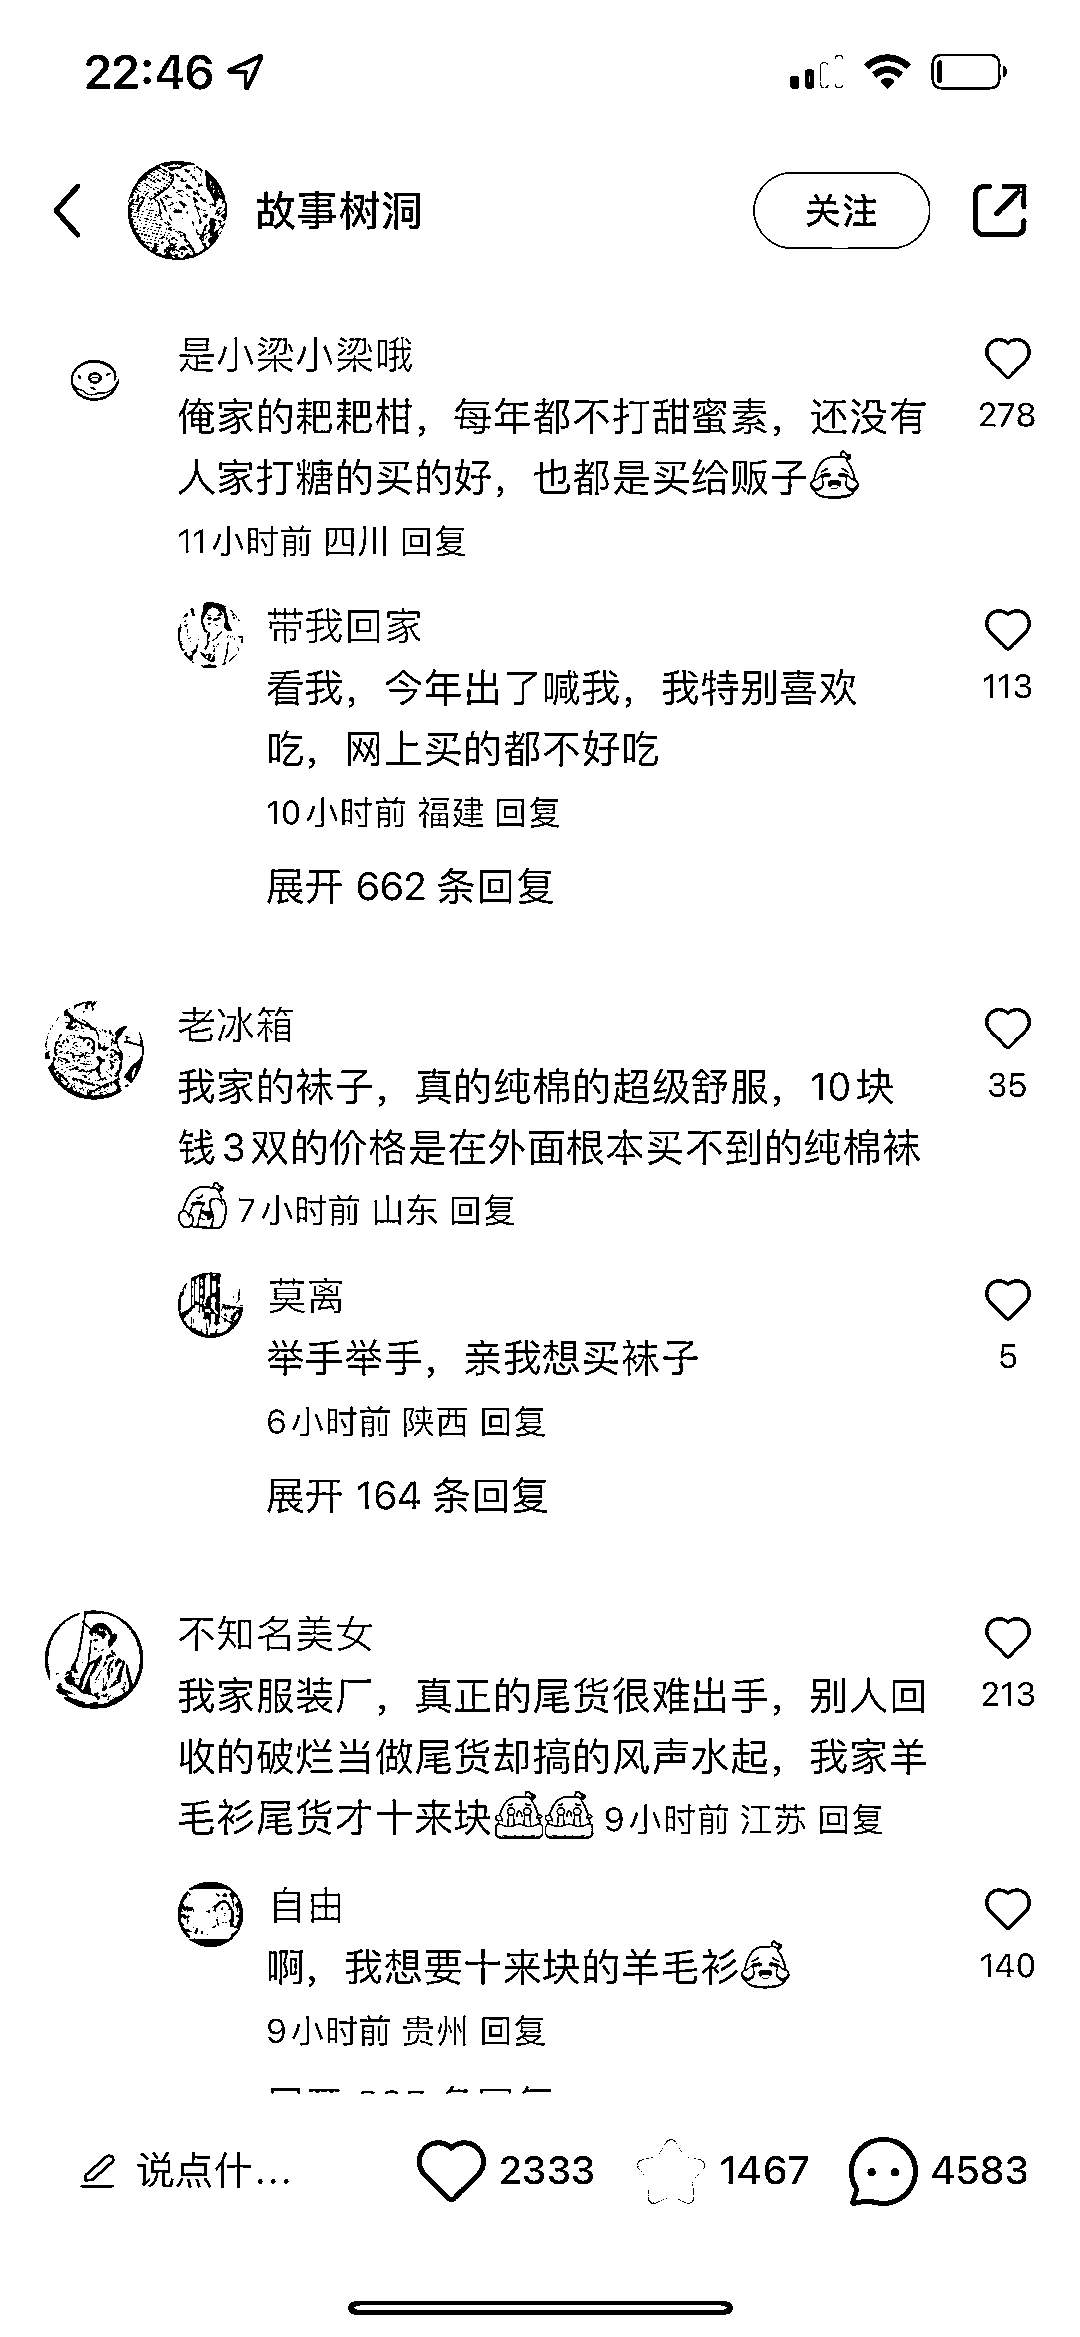 22:46
故事树洞
关注
是小梁小梁哦
俺家的耙耙柑，每年都不打甜蜜素，还没有
278
人家打糖的买的好，也都是买给贩子
11小时前 四川 回复
带我回家
看我，今年出了喊我，我特别喜欢
113
吃，网上买的都不好吃
10小时前 福建 回复
展开 662 条回复
老冰箱
我家的袜子，真的纯棉的超级舒服，10块
35
钱3双的价格是在外面根本买不到的纯棉袜
7小时前 山东 回复
莫离
举手举手，亲我想买袜子
5
6小时前 陕西 回复
展开 164 条回复
不知名美女
我家服装厂，真正的尾货很难出手，别人回
213
收的破烂当做尾货却搞的风声水起，我家羊
毛衫尾货才十来块 9小时前 江苏 回复
自由
啊，我想要十来块的羊毛衫
140
9小时前 贵州 回复
说点什...
2333
1467
4583